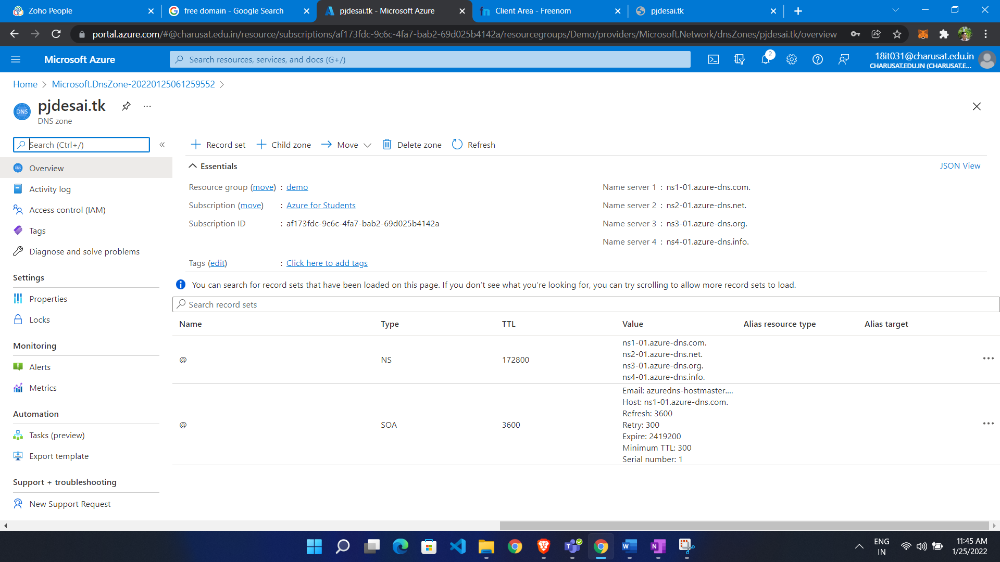 Zoho People
free domain - Google Search
pjdesai.tk - Microsoft Azure
Client Area - Freenom
pjdesai.tk
portal.azure.com/#@charusat.edu.in/resource/subscriptions/af173fdc-9c6c-4fa7-bab2-69d025b4142a/resourcegroups/Demo/providers/Microsoft.Network/dnsZones/pjdesai.tk/overview
Microsoft Azure
Search resources, services, and docs (G+/)
2
18it031@charusat.edu.in
CHARUSAT.EDU.IN (CHARUSAT.E...
Home > Microsoft.DnsZone-20220125061259552 >
DNS
pjdesai.tk
DNS zone
Search (Ctrl+/)
Record set
Child zone
Move
Delete zone
Refresh
Overview
Activity log
Access control (IAM)
Tags
Diagnose and solve problems
Settings
Properties
Locks
Monitoring
Alerts
Metrics
Automation
Tasks (preview)
Export template
Support + troubleshooting
New Support Request
Essentials
JSON View
Resource group (move) : demo
Subscription (move) : Azure for Students
Subscription ID : af173fdc-9c6c-4fa7-bab2-69d025b4142a
Name server 1 : ns1-01.azure-dns.com.
Name server 2 : ns2-01.azure-dns.net.
Name server 3 : ns3-01.azure-dns.org.
Name server 4 : ns4-01.azure-dns.info.
Tags (edit) : Click here to add tags
You can search for record sets that have been loaded on this page. If you don't see what you're looking for, you can try scrolling to allow more record sets to load.
Search record sets
Name Type TTL Value Alias resource type Alias target
@ NS 172800
ns1-01.azure-dns.com.
ns2-01.azure-dns.net.
ns3-01.azure-dns.org.
ns4-01.azure-dns.info.
@ SOA 3600
Email: azuredns-hostmaster....
Host: ns1-01.azure-dns.com.
Refresh: 3600
Retry: 300
Expire: 2419200
Minimum TTL: 300
Serial number: 1
ENG
IN
11:45 AM
1/25/2022